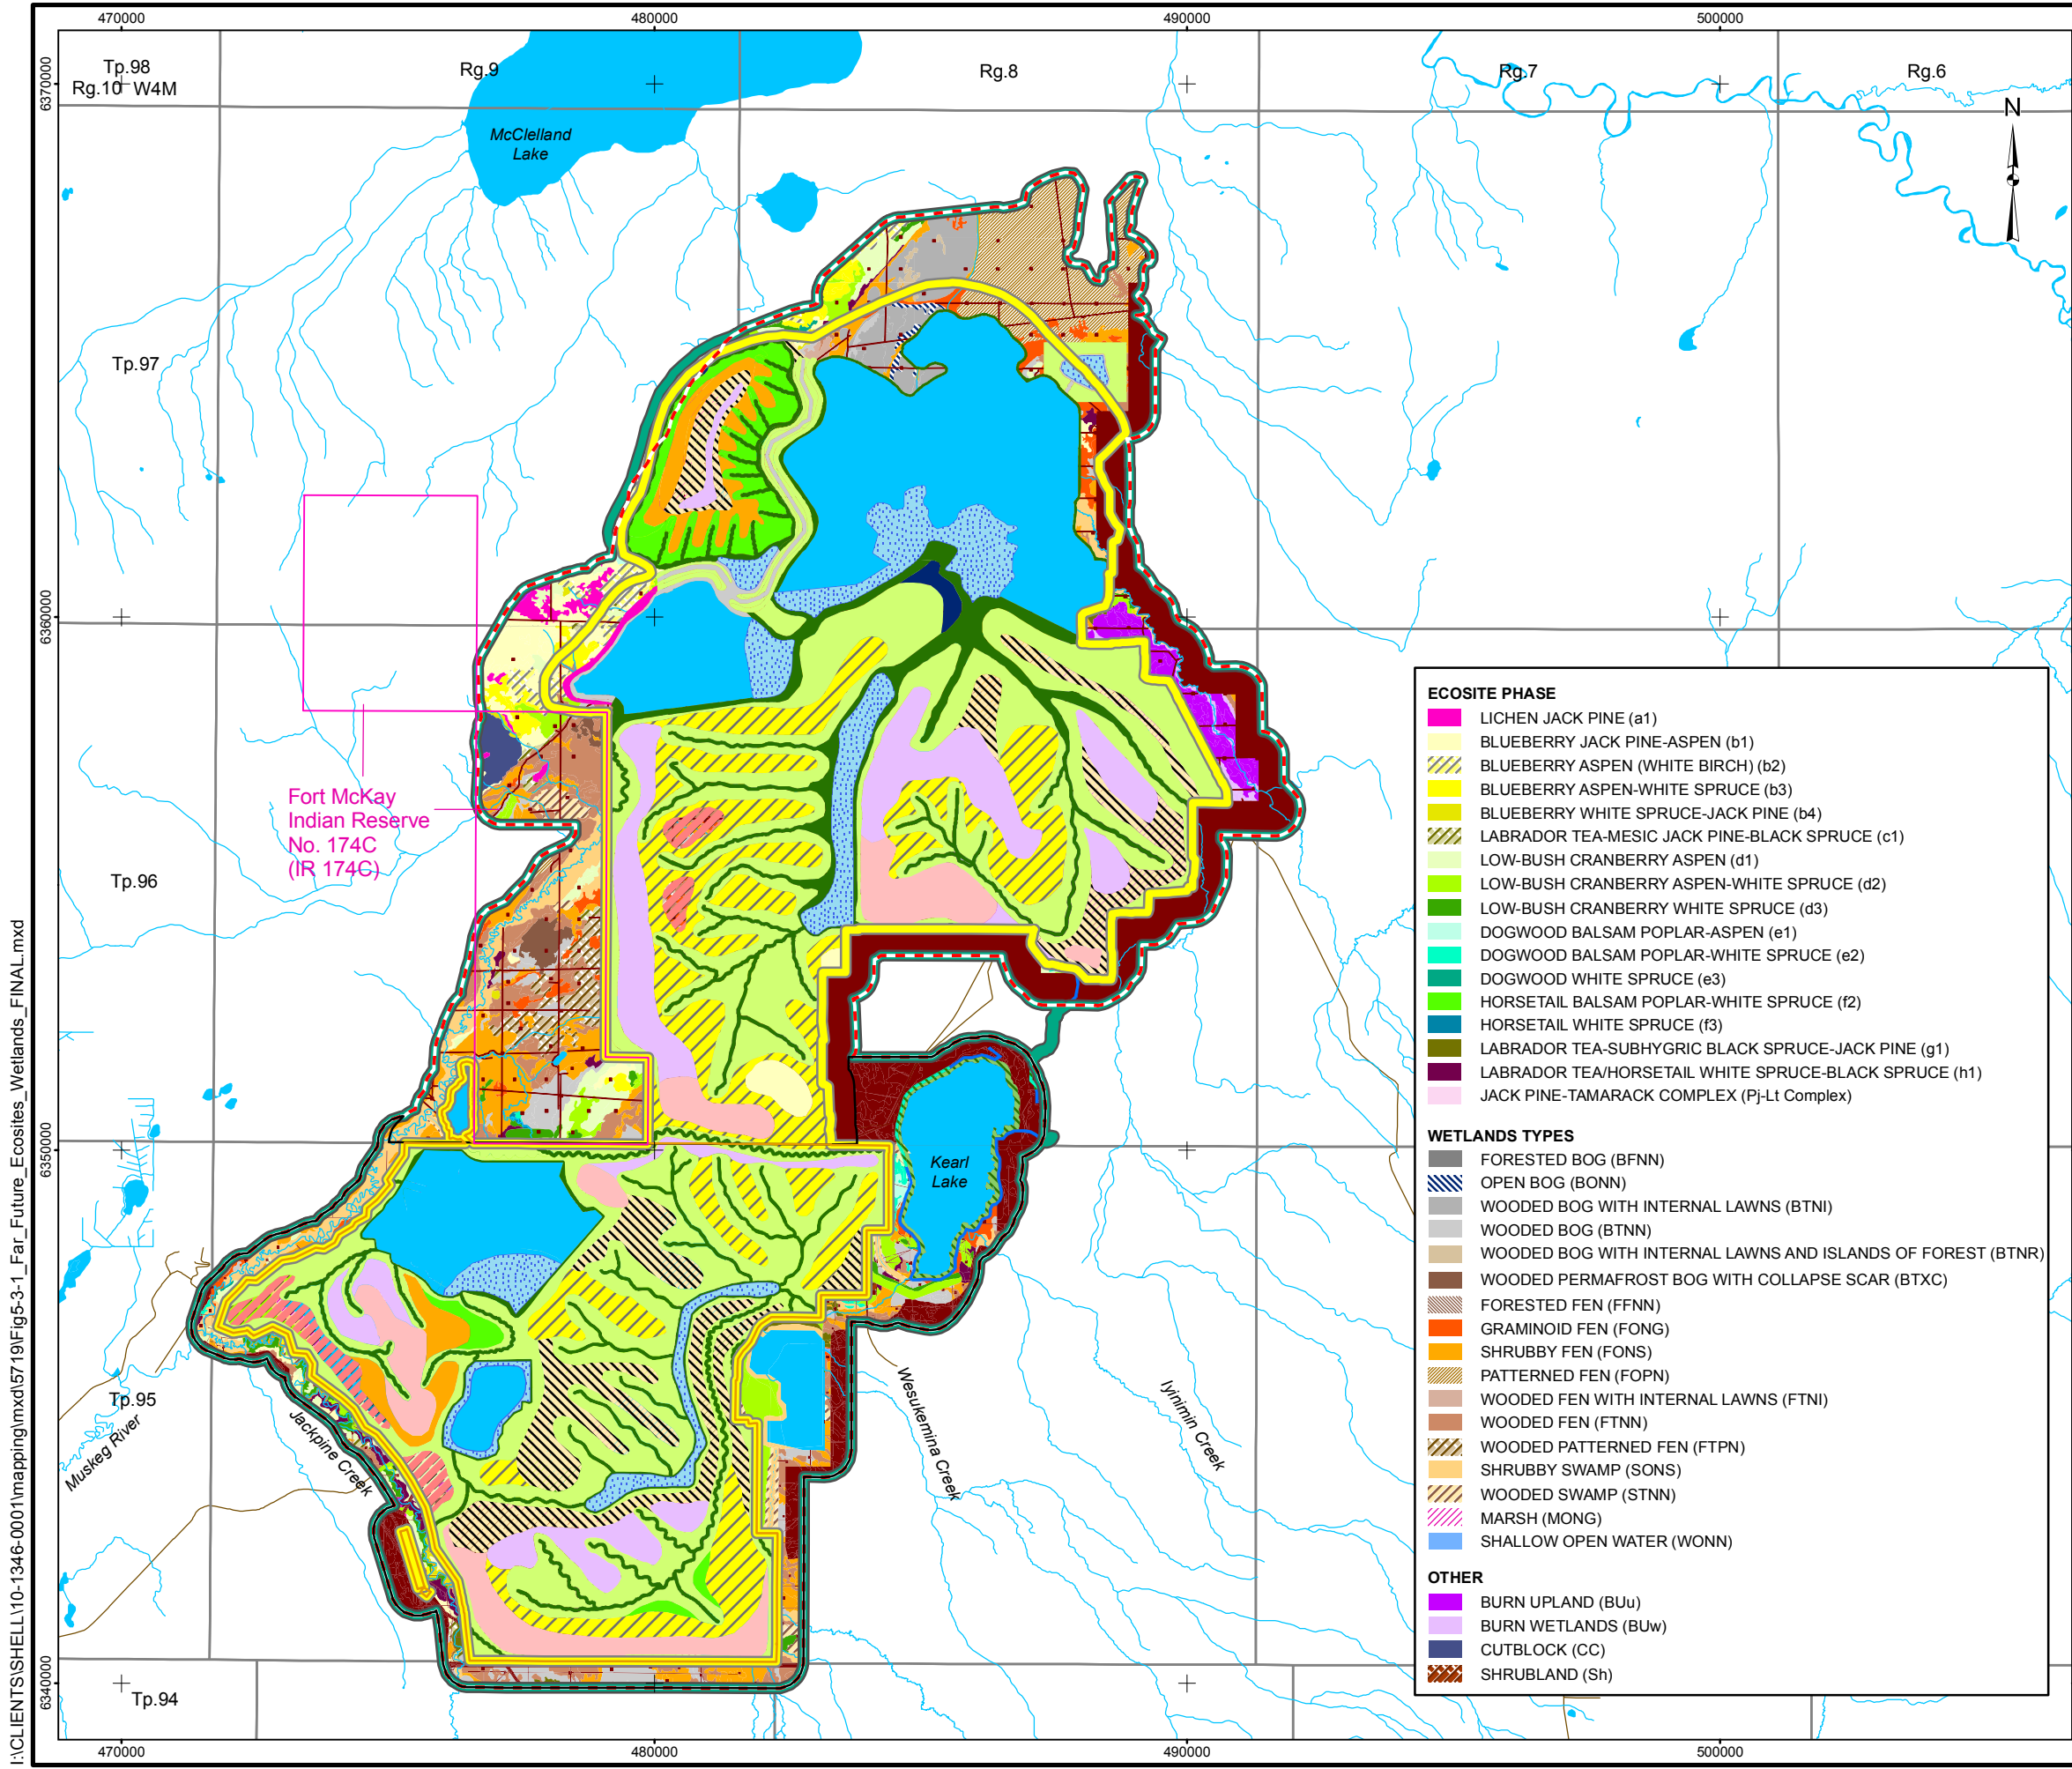 470000
480000
490000
500000
6370000
6360000
6350000
6340000
Tp.98
Rg.10 W4M
Rg.9
Rg.8
Rg.7
Rg.6
N
McClelland
Lake
Tp.97
Fort McKay
Indian Reserve
No. 174C
(IR 174C)
Tp.96
Kearl
Lake
Tp.95
Muskeg River
Jackpine Creek
Wesukemina Creek
Iyinimin Creek
Tp.94
ECOSITE PHASE
LICHEN JACK PINE (a1)
BLUEBERRY JACK PINE-ASPEN (b1)
BLUEBERRY ASPEN (WHITE BIRCH) (b2)
BLUEBERRY ASPEN-WHITE SPRUCE (b3)
BLUEBERRY WHITE SPRUCE-JACK PINE (b4)
LABRADOR TEA-MESIC JACK PINE-BLACK SPRUCE (c1)
LOW-BUSH CRANBERRY ASPEN (d1)
LOW-BUSH CRANBERRY ASPEN-WHITE SPRUCE (d2)
LOW-BUSH CRANBERRY WHITE SPRUCE (d3)
DOGWOOD BALSAM POPLAR-ASPEN (e1)
DOGWOOD BALSAM POPLAR-WHITE SPRUCE (e2)
DOGWOOD WHITE SPRUCE (e3)
HORSETAIL BALSAM POPLAR-WHITE SPRUCE (f2)
HORSETAIL WHITE SPRUCE (f3)
LABRADOR TEA-SUBHYGRIC BLACK SPRUCE-JACK PINE (g1)
LABRADOR TEA/HORSETAIL WHITE SPRUCE-BLACK SPRUCE (h1)
JACK PINE-TAMARACK COMPLEX (Pj-Lt Complex)
WETLANDS TYPES
FORESTED BOG (BFNN)
OPEN BOG (BONN)
WOODED BOG WITH INTERNAL LAWNS (BTNI)
WOODED BOG (BTNN)
WOODED BOG WITH INTERNAL LAWNS AND ISLANDS OF FOREST (BTNR)
WOODED PERMAFROST BOG WITH COLLAPSE SCAR (BTXC)
FORESTED FEN (FFNN)
GRAMINOID FEN (FONG)
SHRUBBY FEN (FONS)
PATTERNED FEN (FOPN)
WOODED FEN WITH INTERNAL LAWNS (FTNI)
WOODED FEN (FTNN)
WOODED PATTERNED FEN (FTPN)
SHRUBBY SWAMP (SONS)
WOODED SWAMP (STNN)
MARSH (MONG)
SHALLOW OPEN WATER (WONN)
OTHER
BURN UPLAND (BUu)
BURN WETLANDS (BUw)
CUTBLOCK (CC)
SHRUBLAND (Sh)
470000
480000
490000
500000
I:\CLIENTS\SHELL\10-1346-0001\mapping\mxd\5719\Fig5-3-1_Far_Future_Ecosites_Wetlands_FINAL.mxd